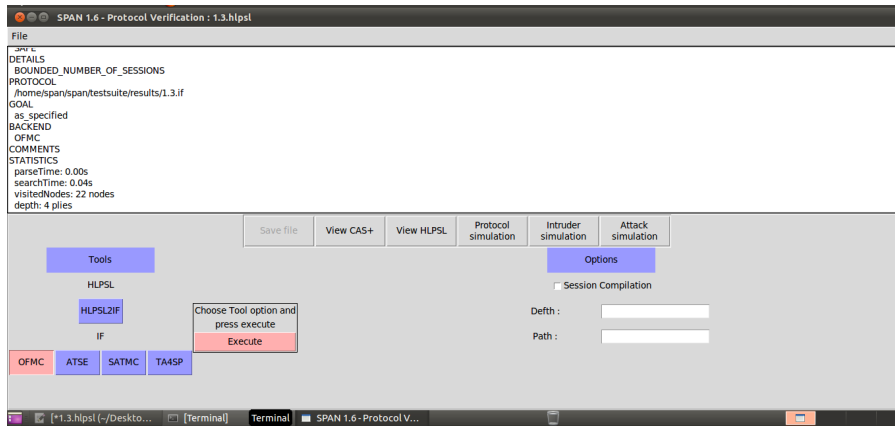 SPAN 1.6 - Protocol Verification : 1.3.hlpsl
File
SAFE
DETAILS
BOUNDED_NUMBER_OF_SESSIONS
PROTOCOL
/home/span/span/testsuite/results/1.3.if
GOAL
as_specified
BACKEND
OFMC
COMMENTS
STATISTICS
parseTime: 0.00s
searchTime: 0.04s
visitedNodes: 22 nodes
depth: 4 plies
Save file
View CAS+
View HLPSL
Protocol
simulation
Intruder
simulation
Attack
simulation
Tools
Options
HLPSL
Session Compilation
HLPSL2IF
Choose Tool option and
press execute
Execute
Defth :
IF
Path :
OFMC
ATSE
SATMC
TA4SP
[*1.3.hlpsl (~/Deskto...
[Terminal]
Terminal
SPAN 1.6 - Protocol V...